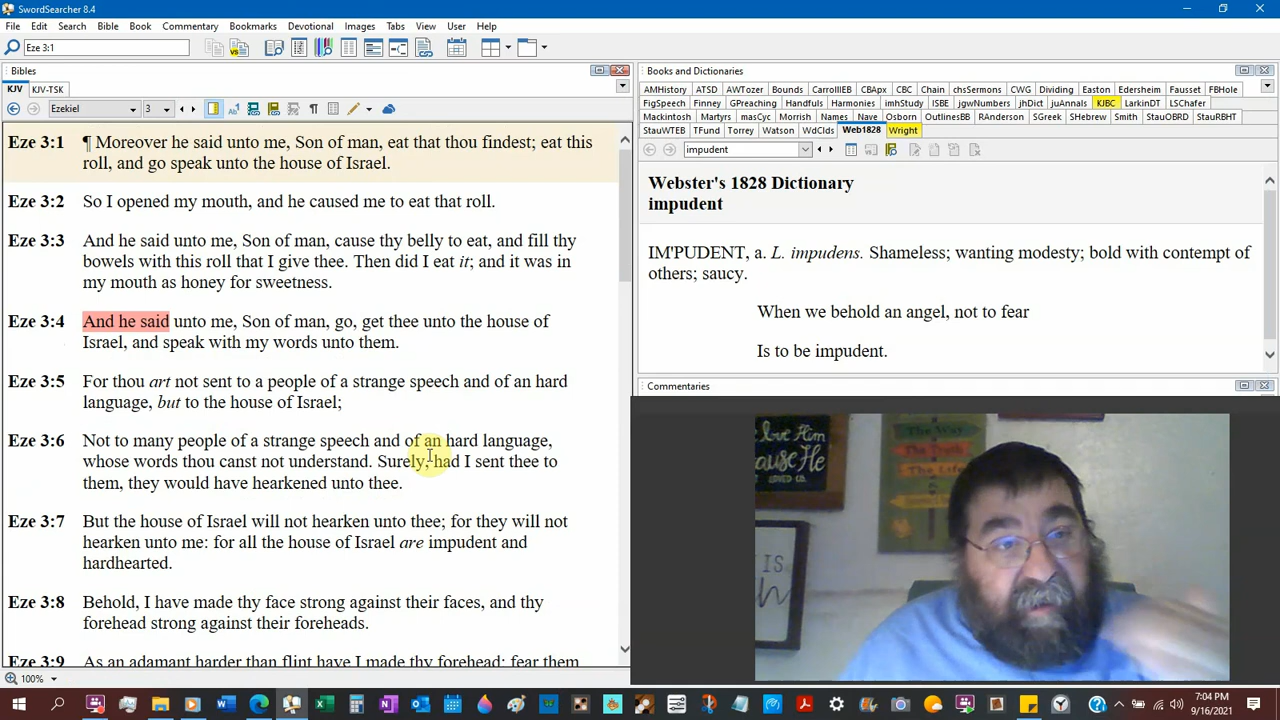 SwordSearcher 8.4
File Edit Search Bible Book Commentary Bookmarks Devotional Images Tabs View User Help
Eze 3:1
Bibles
KJV KJV-TSK
Ezekiel 3
Eze 3:1 ¶ Moreover he said unto me, Son of man, eat that thou findest; eat this
roll, and go speak unto the house of Israel.
Eze 3:2 So I opened my mouth, and he caused me to eat that roll.
Eze 3:3 And he said unto me, Son of man, cause thy belly to eat, and fill thy
bowels with this roll that I give thee. Then did I eat it; and it was in
my mouth as honey for sweetness.
Eze 3:4 And he said unto me, Son of man, go, get thee unto the house of
Israel, and speak with my words unto them.
Eze 3:5 For thou art not sent to a people of a strange speech and of an hard
language, but to the house of Israel;
Eze 3:6 Not to many people of a strange speech and of an hard language,
whose words thou canst not understand. Surely, had I sent thee to
them, they would have hearkened unto thee.
Eze 3:7 But the house of Israel will not hearken unto thee; for they will not
hearken unto me: for all the house of Israel are impudent and
hardhearted.
Eze 3:8 Behold, I have made thy face strong against their faces, and thy
forehead strong against their foreheads.
Eze 3:9 As an adamant harder than flint have I made thy forehead: fear them
100%
Books and Dictionaries
AMHistory ATSD AWTozer Bounds CarrollIEB CBApx CBC Chain chsSermons CWG Dividing Easton Edersheim Fausset FBHole
FigSpeech Finney GPreaching Handfuls Harmonies imhStudy ISBE jgwNumbers jhDict juAnnals KJBC LarkinDT LSChafer
Mackintosh Martyrs masCyc Morrish Names Nave Osborn OutlinesBB RAnderson SGreek SHebrew Smith StauOBRD StauRBHT
StauWTEB TFund Torrey Watson WdClds Web1828 Wright
impudent
Webster's 1828 Dictionary
impudent
IM'PUDENT, a. L. impudens. Shameless; wanting modesty; bold with contempt of
others; saucy.
When we behold an angel, not to fear
Is to be impudent.
Commentaries
love Him
cause He
LOVED US.
The Way
7:04 PM
9/16/2021